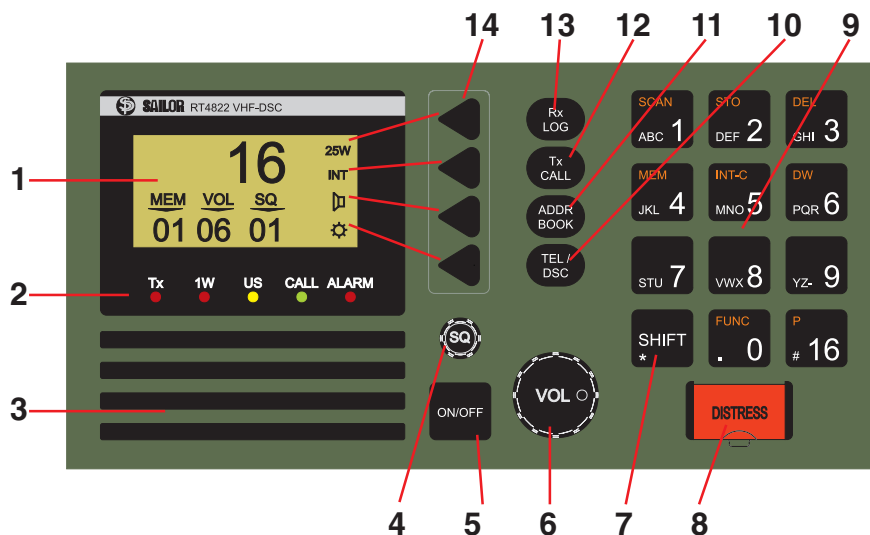 14
13
12
11
10
9
SAILOR RT4822 VHF-DSC
1
16
25W
INT
MEM VOL SQ
01 06 01
2
Tx 1W US CALL ALARM
3
Rx
LOG
Tx
CALL
ADDR
BOOK
TEL /
DSC
SCAN
ABC 1
STO
DEF 2
DEL
GHI 3
MEM
JKL 4
INT-C
MNO 5
DW
PQR 6
STU 7
VWX 8
YZ- 9
SHIFT
*
FUNC
. 0
P
# 16
SQ
ON/OFF
VOL
DISTRESS
4
5
6
7
8